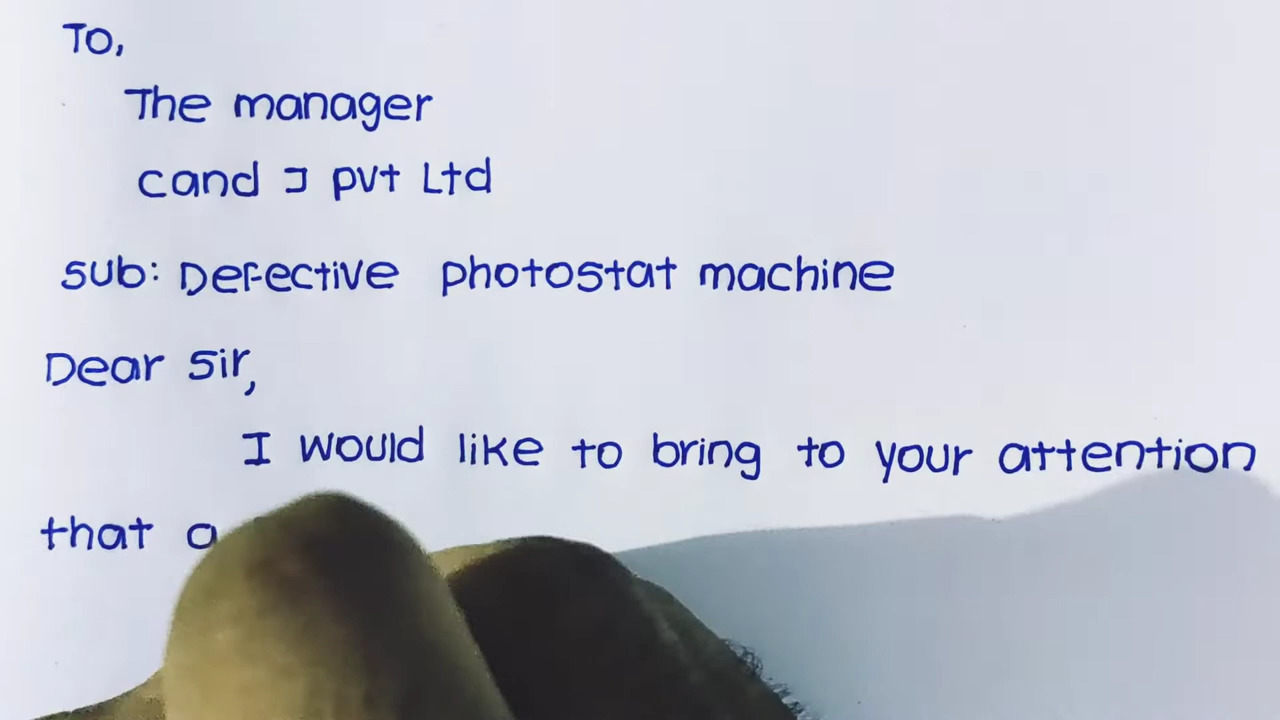 To,
The manager
cand J pvt Ltd
sub: Defective photostat machine
Dear Sir,
I would like to bring to your attention
that a